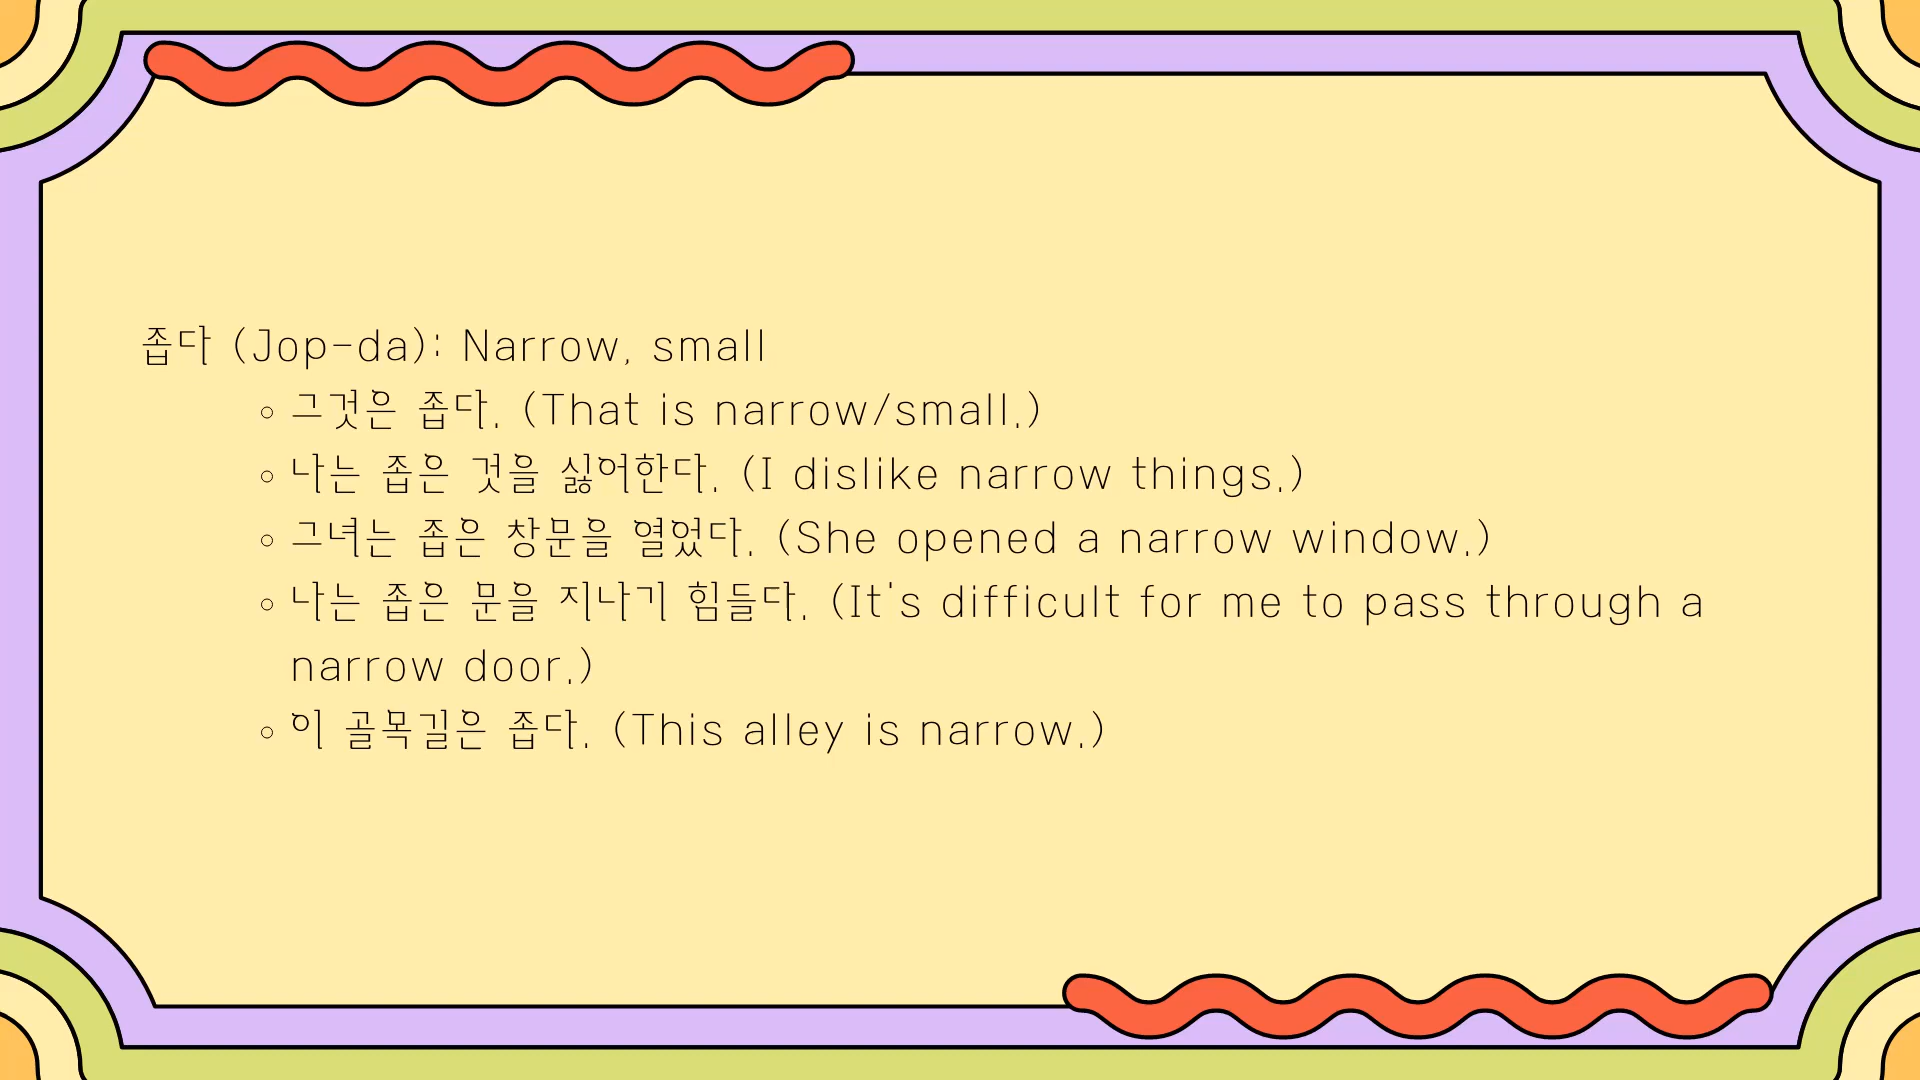 좁다 (Jop-da): Narrow, small
그것은 좁다. (That is narrow/small.)
나는 좁은 것을 싫어한다. (I dislike narrow things.)
그녀는 좁은 창문을 열었다. (She opened a narrow window.)
나는 좁은 문을 지나기 힘들다. (It's difficult for me to pass through a
narrow door.)
이 골목길은 좁다. (This alley is narrow.)